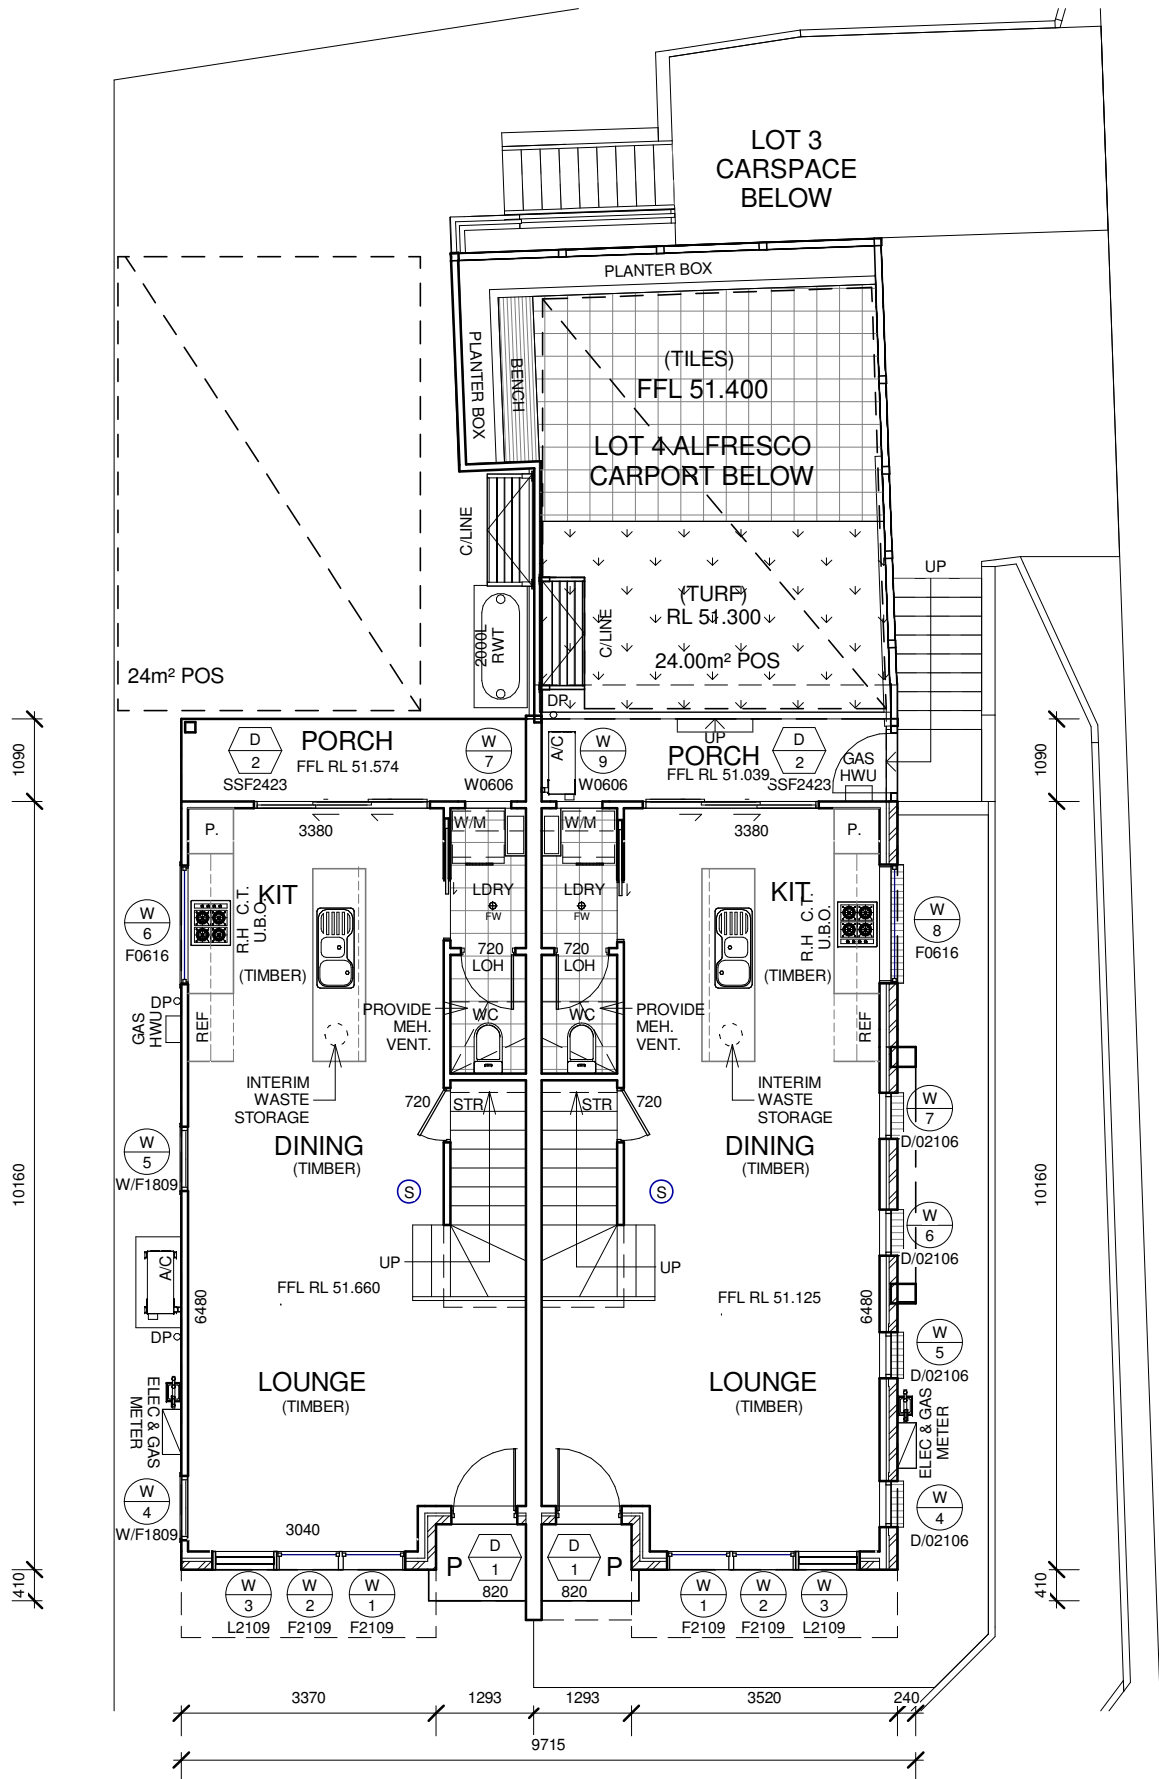 LOT 3
CARSPACE
BELOW
PLANTER BOX
PLANTER BOX
BENCH
(TILES)
FFL 51.400
LOT 4 ALFRESCO
CARPORT BELOW
C/LINE
2000L
RWT
C/LINE
(TURF)
RL 51.300
24.00m² POS
UP
24m² POS
DP
1090
D
2
SSF2423
PORCH
FFL RL 51.574
W
7
W0606
A/C
W
9
W0606
UP
PORCH
FFL RL 51.039
D
2
SSF2423
GAS
HWU
1090
P.
3380
W/M
W/M
3380
P.
KIT
R.H C.T.
U.B.O.
(TIMBER)
LDRY
FW
LDRY
FW
KIT
R.H C.T.
U.B.O.
(TIMBER)
W
6
F0616
W
8
F0616
720
LOH
720
LOH
DP
GAS
HWU
REF
PROVIDE
MEH.
VENT.
WC
WC
PROVIDE
MEH.
VENT.
REF
INTERIM
WASTE
STORAGE
INTERIM
WASTE
STORAGE
720
STR
STR
720
W
7
D/02106
DINING
(TIMBER)
DINING
(TIMBER)
W
5
W/F1809
S
S
10160
10160
W
6
D/02106
UP
UP
A/C
DP
6480
FFL RL 51.660
FFL RL 51.125
6480
W
5
D/02106
LOUNGE
(TIMBER)
LOUNGE
(TIMBER)
ELEC & GAS
METER
ELEC & GAS
METER
W
4
W/F1809
W
4
D/02106
3040
410
P
D
1
820
D
1
820
P
410
W
3
L2109
W
2
F2109
W
1
F2109
W
1
F2109
W
2
F2109
W
3
L2109
3370
1293
1293
3520
240
9715